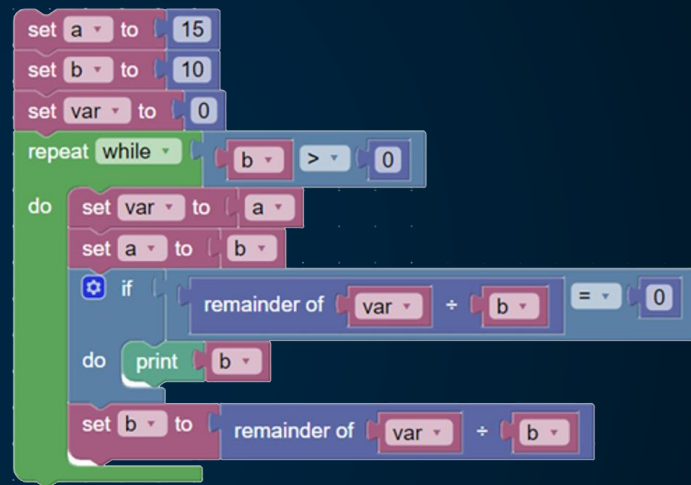 set a to 15
set b to 10
set var to 0
repeat while b > 0
do set var to a
set a to b
if remainder of var ÷ b = 0
do print b
set b to remainder of var ÷ b